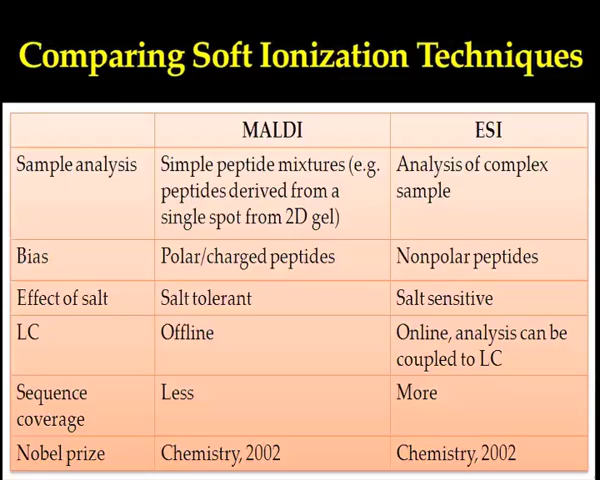 Comparing Soft Ionization Techniques
MALDI ESI
Sample analysis Simple peptide mixtures (e.g. Analysis of complex
peptides derived from a sample
single spot from 2D gel)
Bias Polar/charged peptides Nonpolar peptides
Effect of salt Salt tolerant Salt sensitive
LC Offline Online, analysis can be
coupled to LC
Sequence Less More
coverage
Nobel prize Chemistry, 2002 Chemistry, 2002